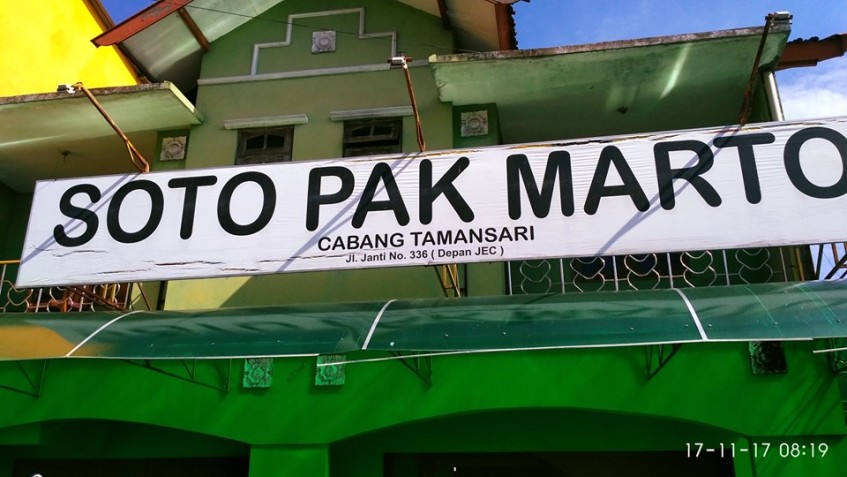 SOTO PAK MARTO
CABANG TAMANSARI
Jl. Janti No. 336 ( Depan JEC )
17-11-17 08:19